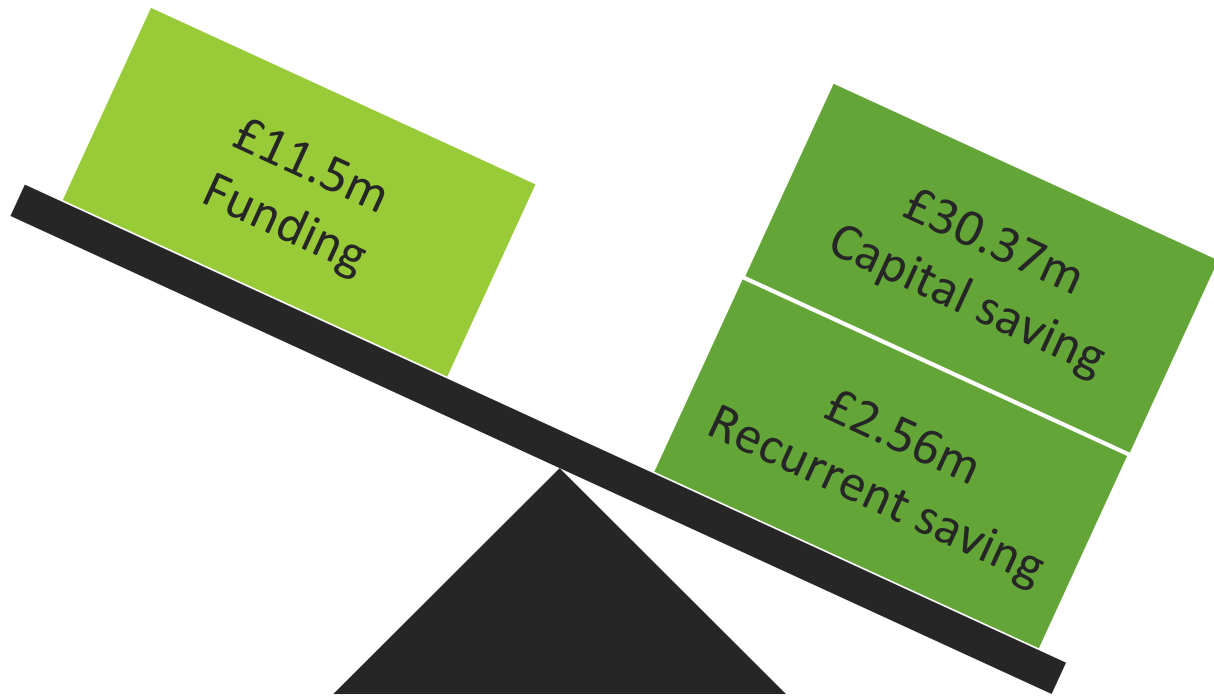 £11.5m
Funding
£30.37m
Capital saving
£2.56m
Recurrent saving